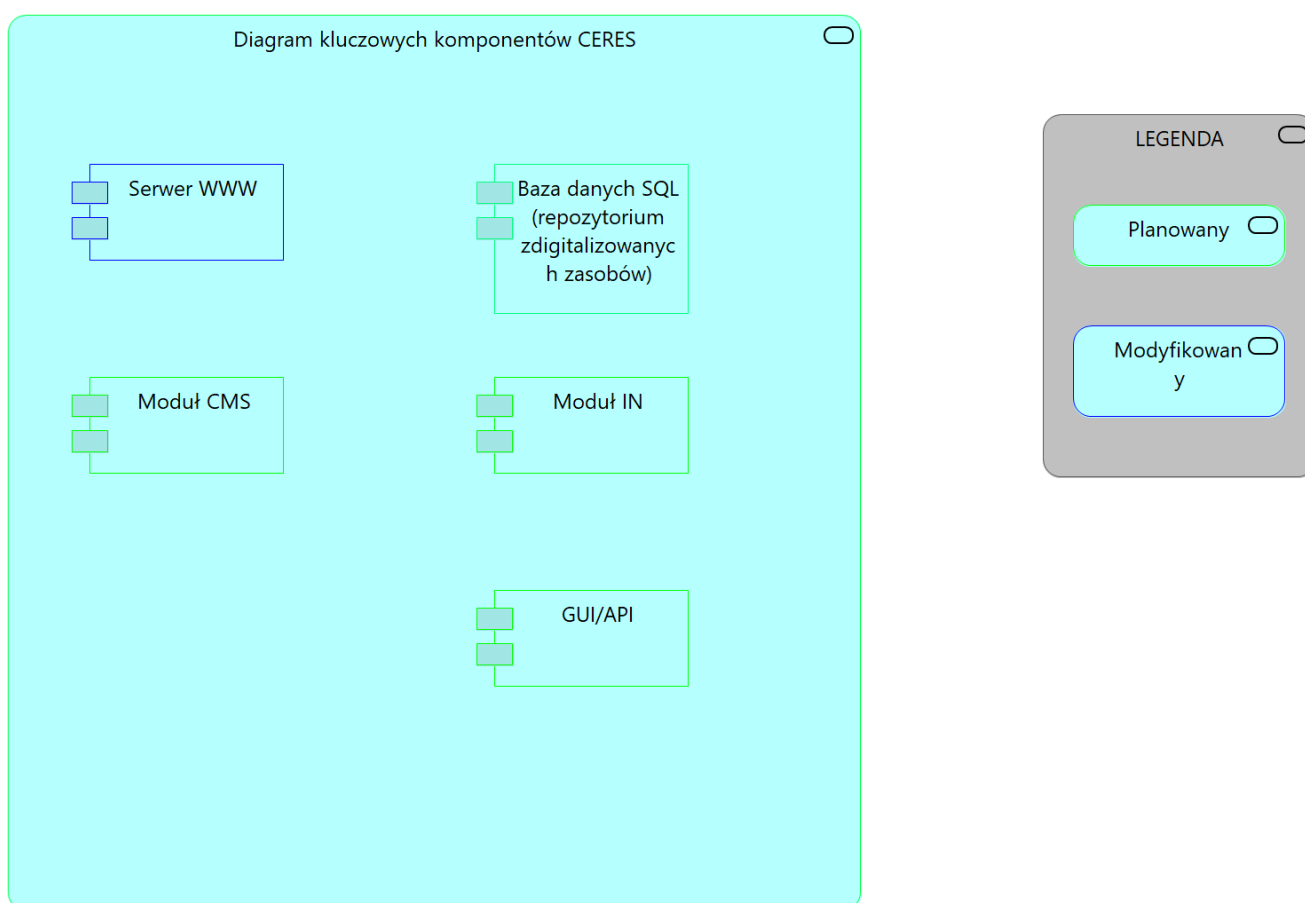 Diagram kluczowych komponentów CERES
LEGENDA
Serwer WWW
Baza danych SQL
(repozytorium
zdigitalizowanyc
h zasobów)
Planowany
Modyfikowan
y
Moduł CMS
Moduł IN
GUI/API